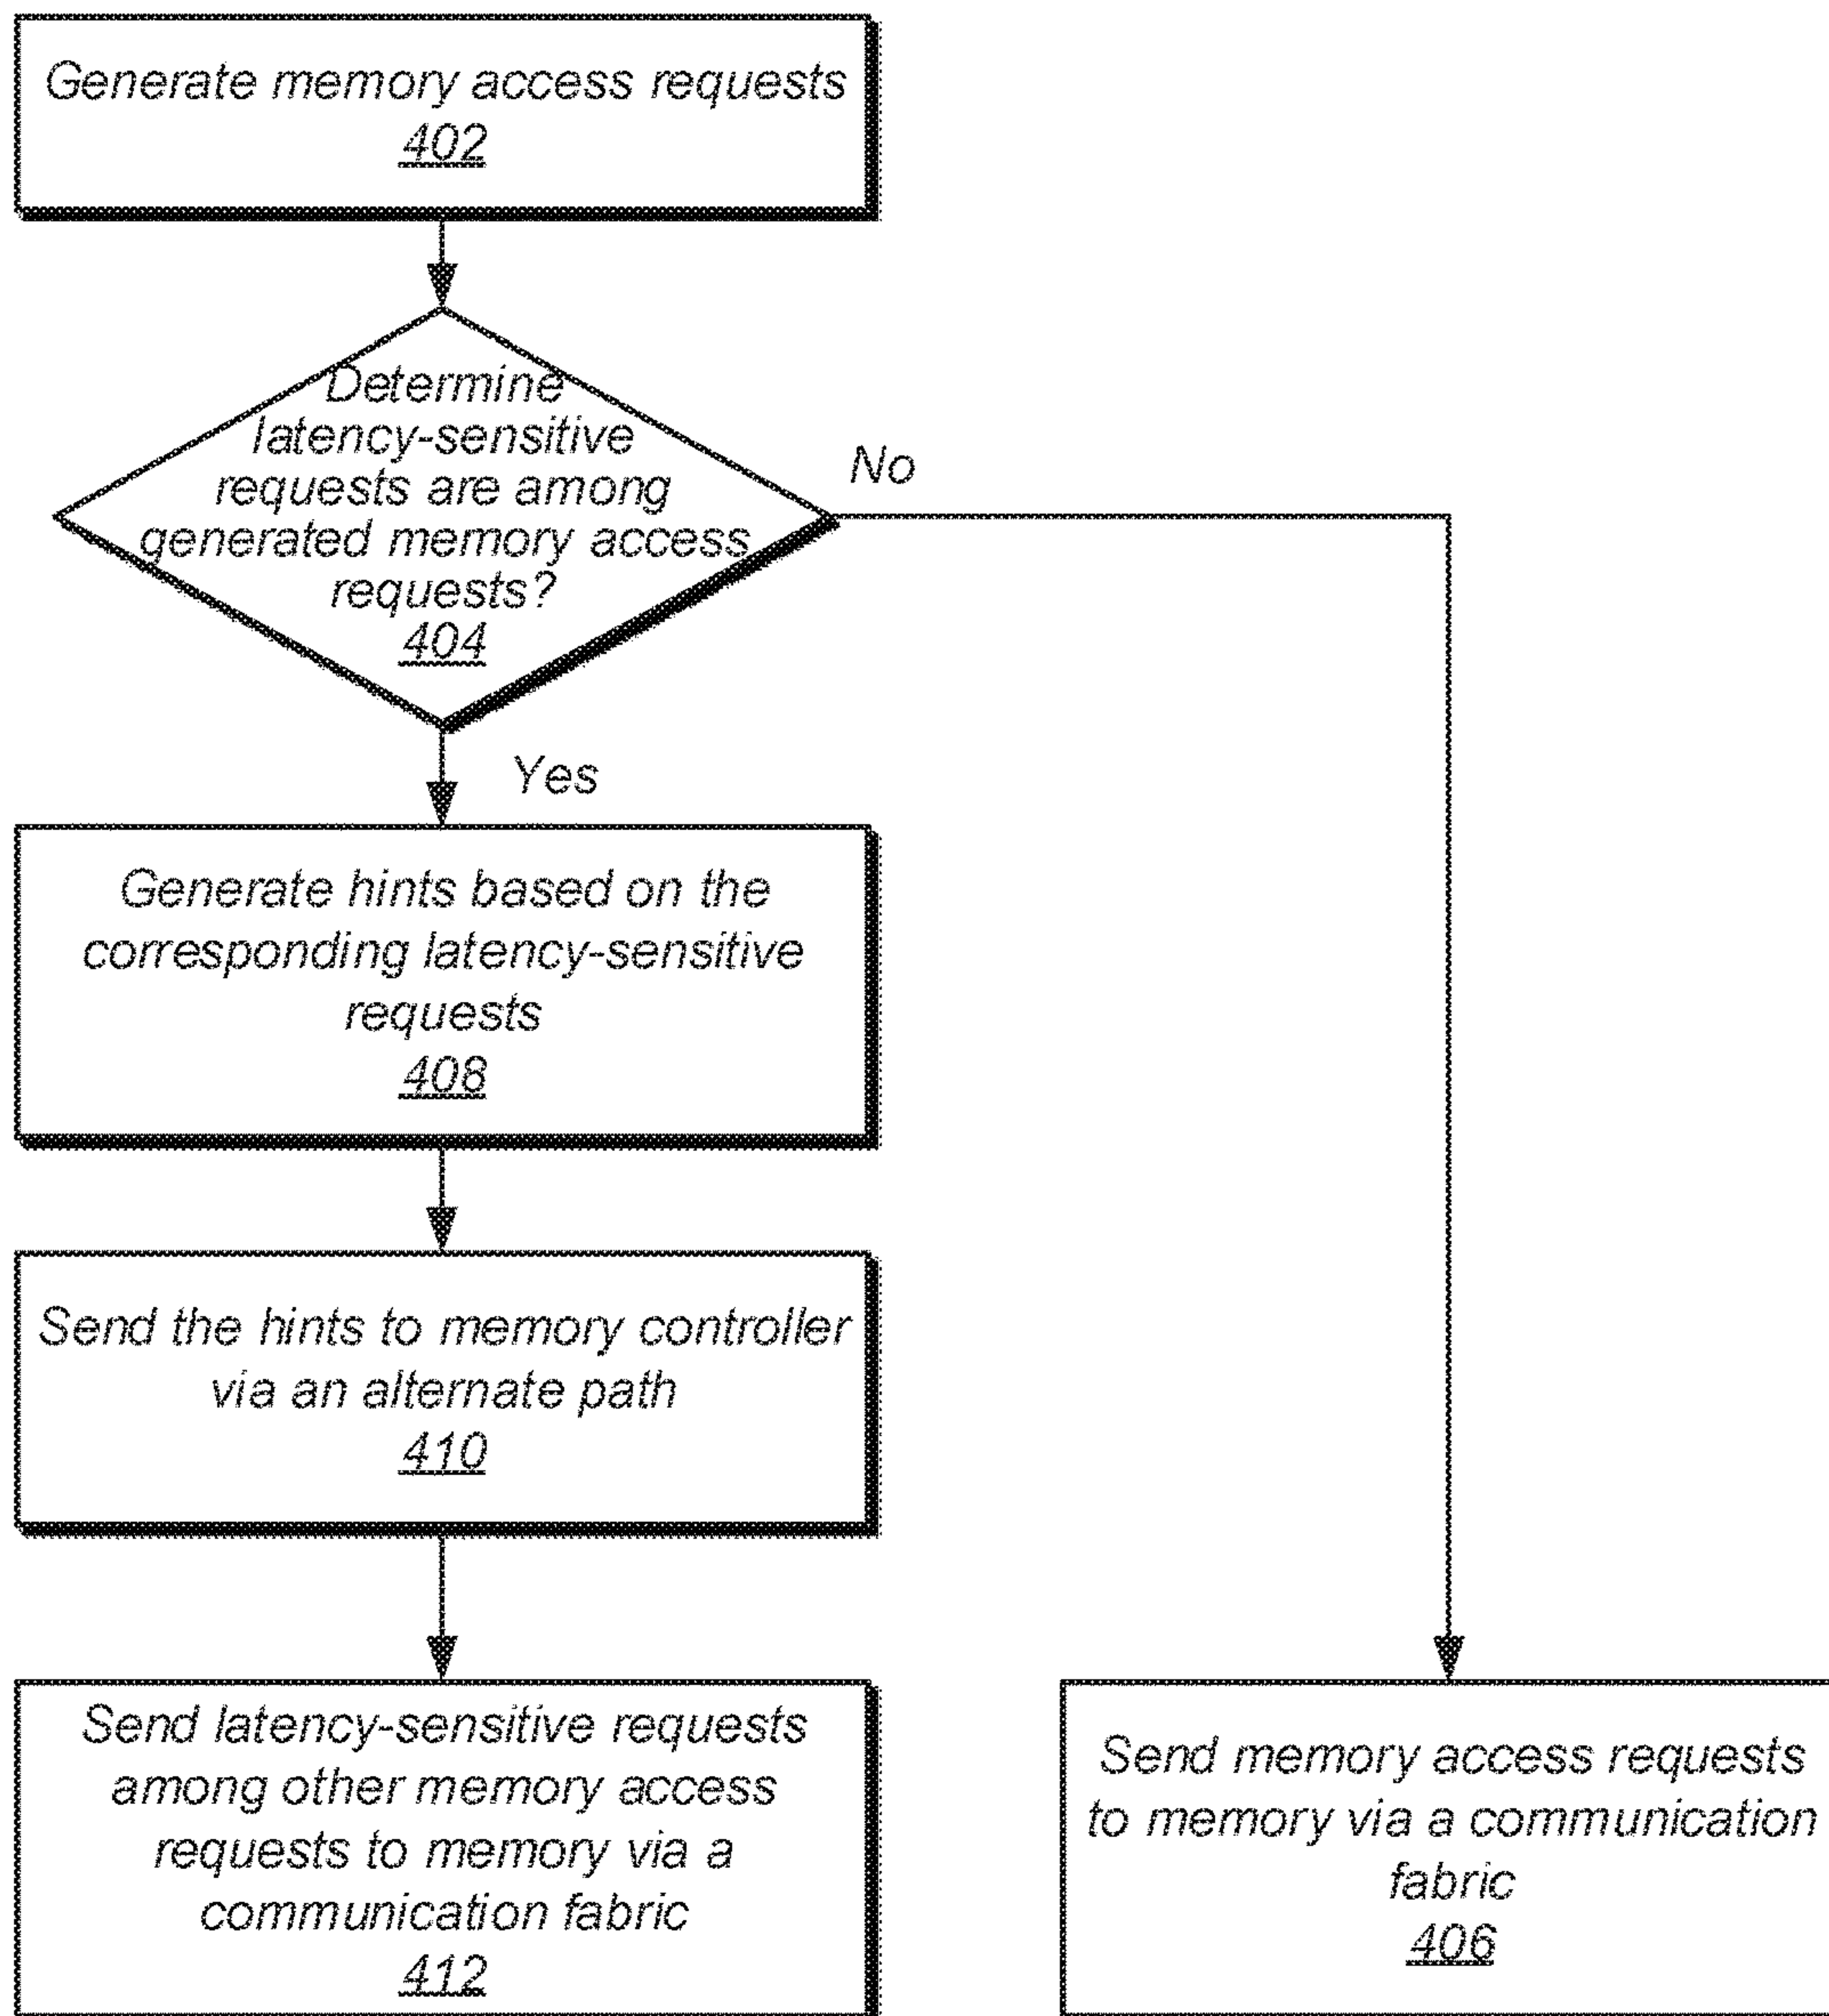 Generate memory access requests
402
Determine
latency-sensitive
requests are among
generated memory access
requests?
404
No
Yes
Generate hints based on the
corresponding latency-sensitive
requests
408
Send the hints to memory controller
via an alternate path
410
Send latency-sensitive requests
among other memory access
requests to memory via a
communication fabric
412
Send memory access requests
to memory via a communication
fabric
406